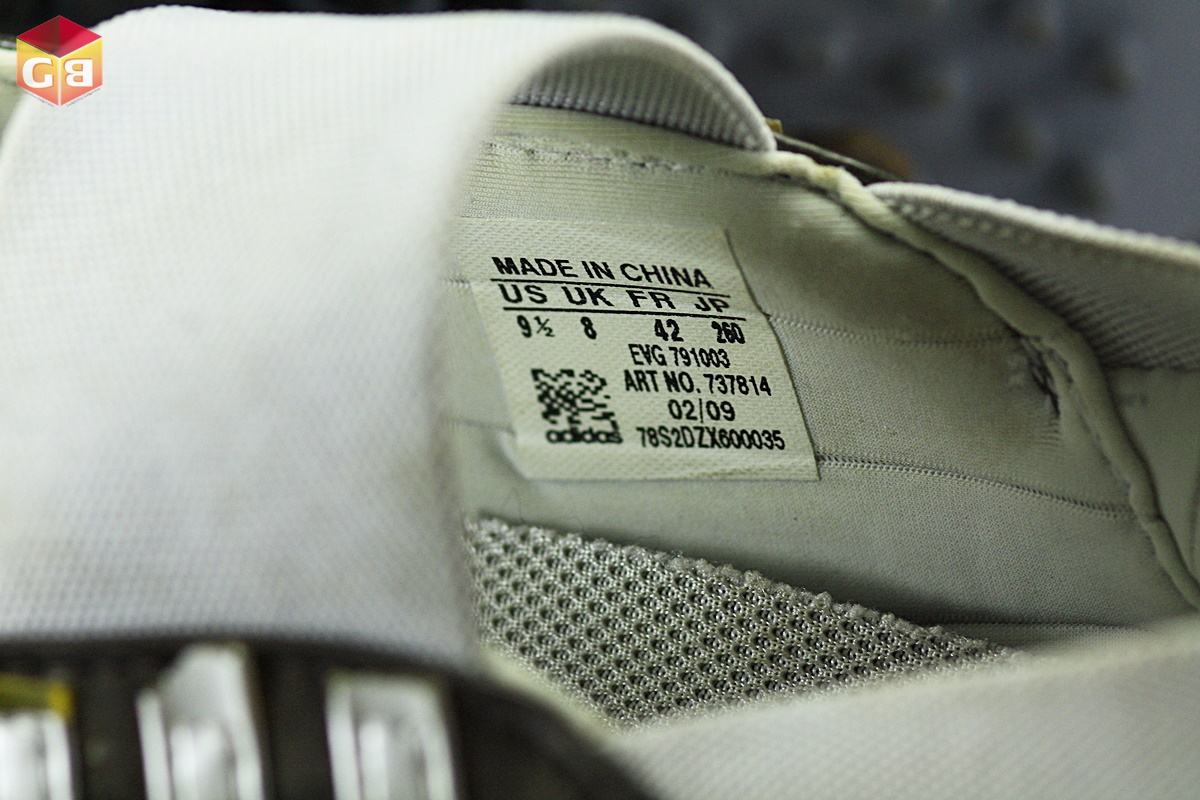 GB
MADE IN CHINA
US UK FR JP
9½ 8 42 260
EVG 791003
ART NO. 737814
02/09
adidas 78S2DZX600035